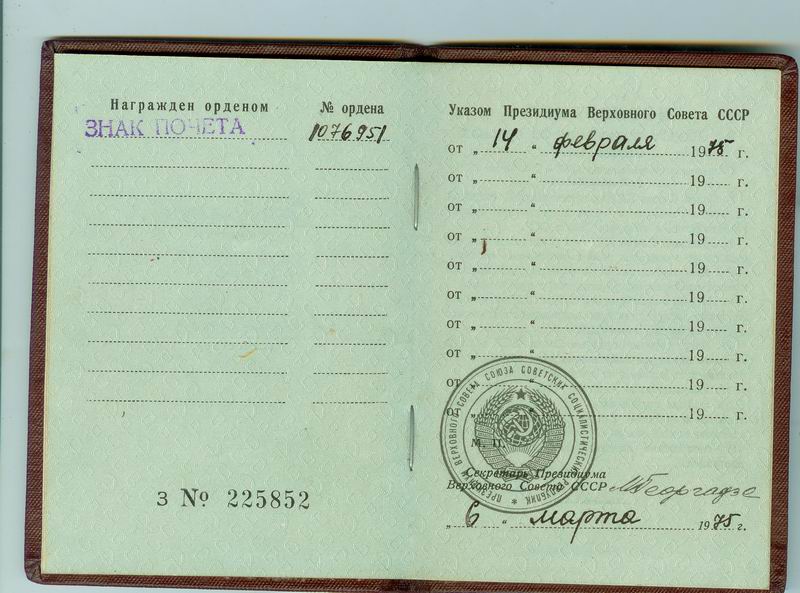 Награжден орденом № ордена
ЗНАК ПОЧЕТА 1076951
З № 225852
Указом Президиума Верховного Совета СССР
от „ 14 “ февраля 1975 г.
от „ “ 19 г.
от „ “ 19 г.
от „ “ 19 г.
от „ “ 19 г.
от „ “ 19 г.
от „ “ 19 г.
от „ “ 19 г.
от „ “ 19 г.
от „ “ 19 г.
ПРЕЗИДИУМ ВЕРХОВНОГО СОВЕТА СОЮЗА СОВЕТСКИХ СОЦИАЛИСТИЧЕСКИХ РЕСПУБЛИК
М. П.
Секретарь Президиума
Верховного Совета СССР МГеоргадзе
„ 6 “ марта 1975 г.